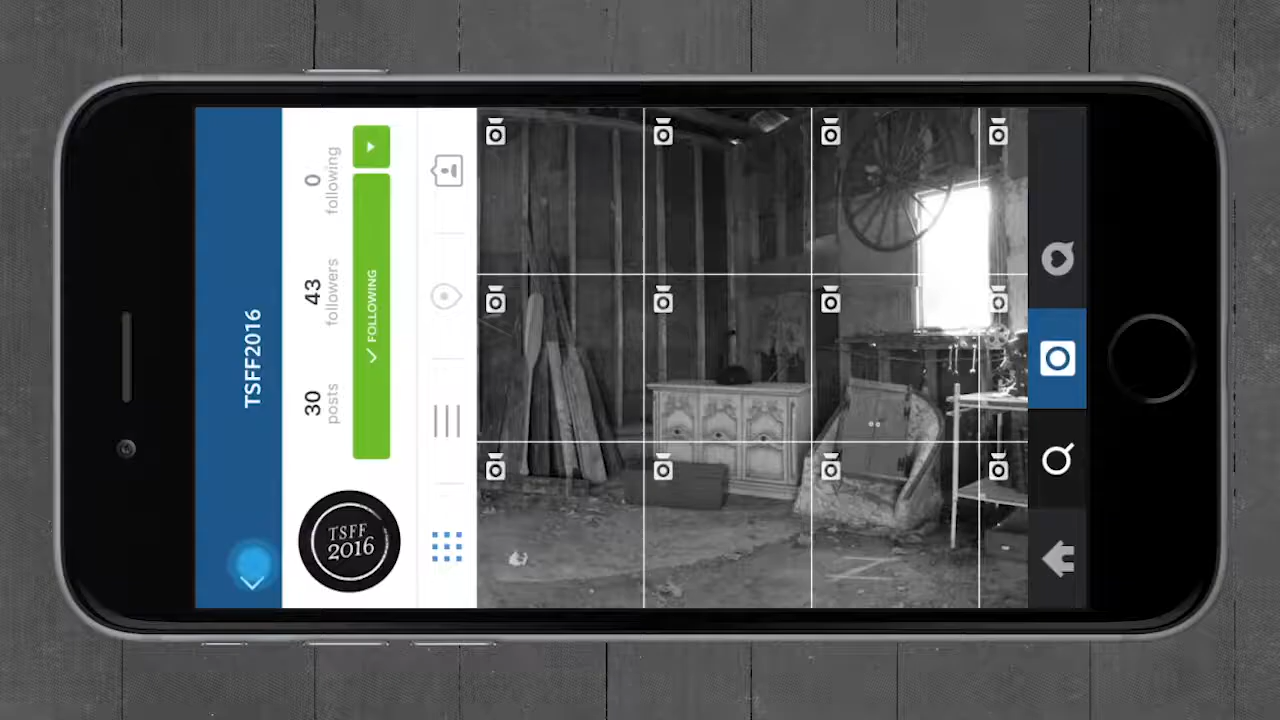 TSFF2016
30
posts
43
followers
0
following
FOLLOWING
TSFF
2016